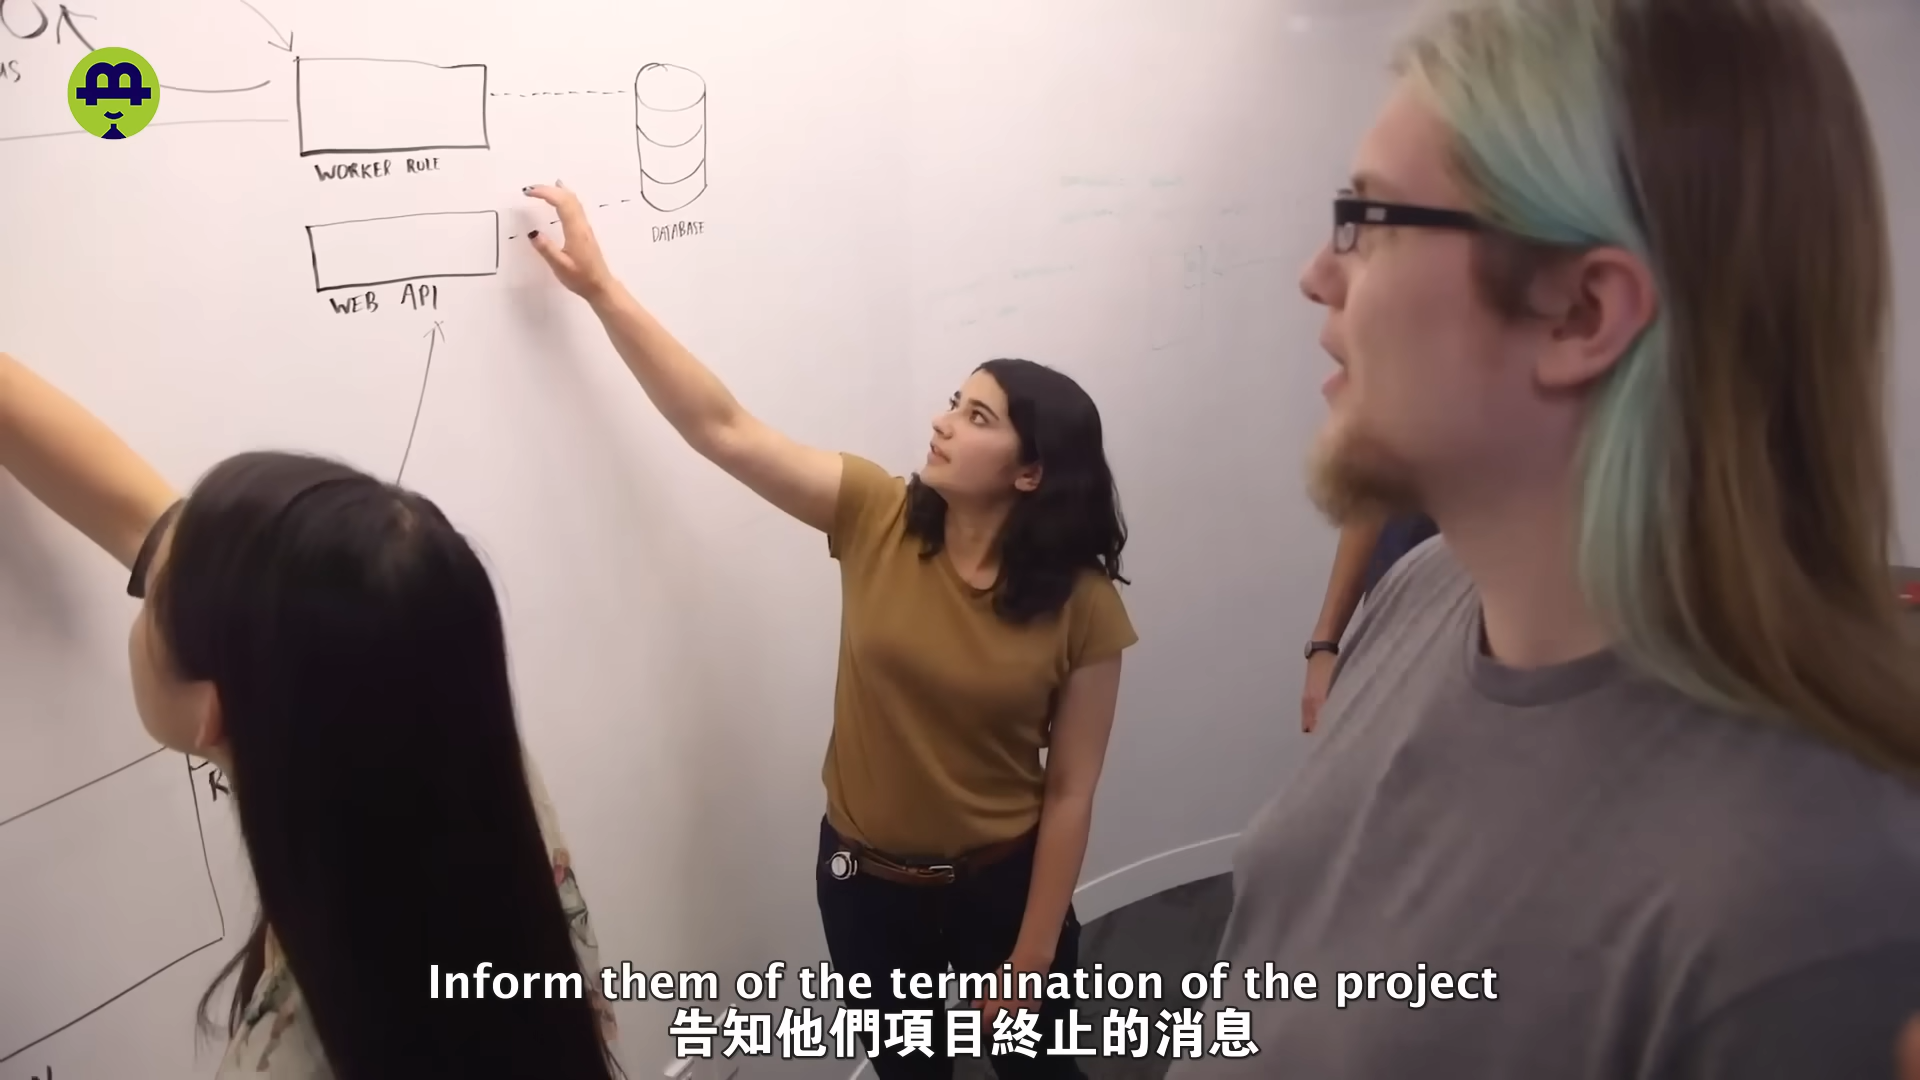 WORKER ROLE
DATABASE
WEB API
Inform them of the termination of the project
告知他們項目終止的消息